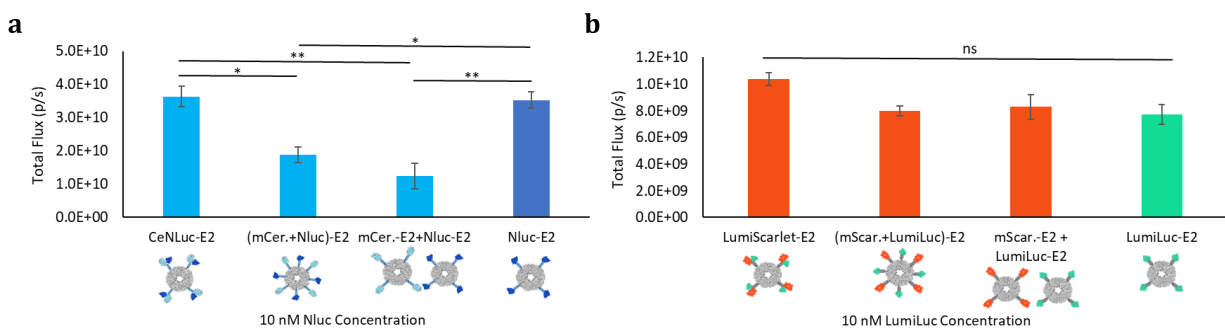 a
5.0E+10
4.0E+10
3.0E+10
2.0E+10
1.0E+10
0.0E+00
Total Flux (p/s)
*
**
*
**
CeNLuc-E2
(mCer.+Nluc)-E2
mCer.-E2+Nluc-E2
Nluc-E2
10 nM Nluc Concentration
b
1.2E+10
1.0E+10
8.0E+09
6.0E+09
4.0E+09
2.0E+09
0.0E+00
Total Flux (p/s)
ns
LumiScarlet-E2
(mScar.+LumiLuc)-E2
mScar.-E2 +
LumiLuc-E2
LumiLuc-E2
10 nM LumiLuc Concentration